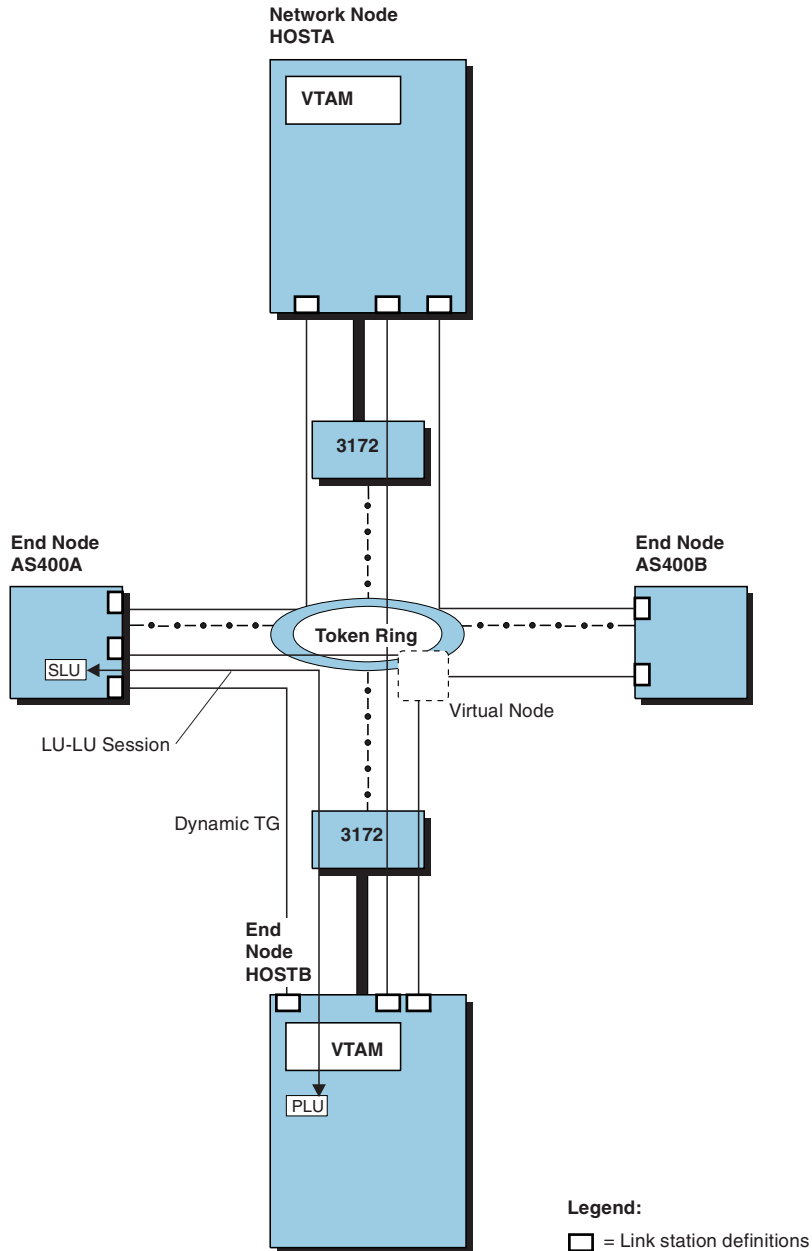 Network Node
HOSTA
VTAM
3172
End Node
AS400A
End Node
AS400B
Token Ring
SLU
Virtual Node
LU-LU Session
Dynamic TG
3172
End
Node
HOSTB
VTAM
PLU
Legend:
= Link station definitions